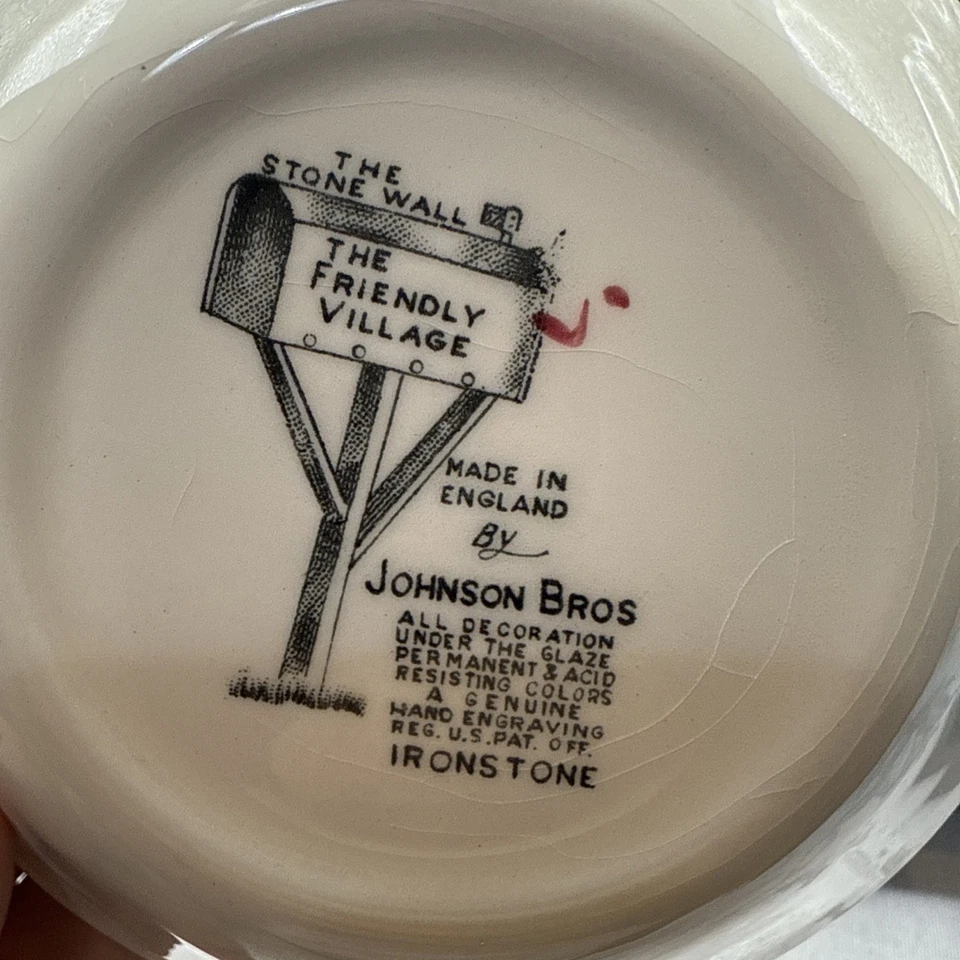 THE
STONE WALL
THE
FRIENDLY
VILLAGE
MADE IN
ENGLAND
By
JOHNSON BROS
ALL DECORATION
UNDER THE GLAZE
PERMANENT & ACID
RESISTING COLORS
A GENUINE
HAND ENGRAVING
REG. U.S. PAT. OFF.
IRONSTONE